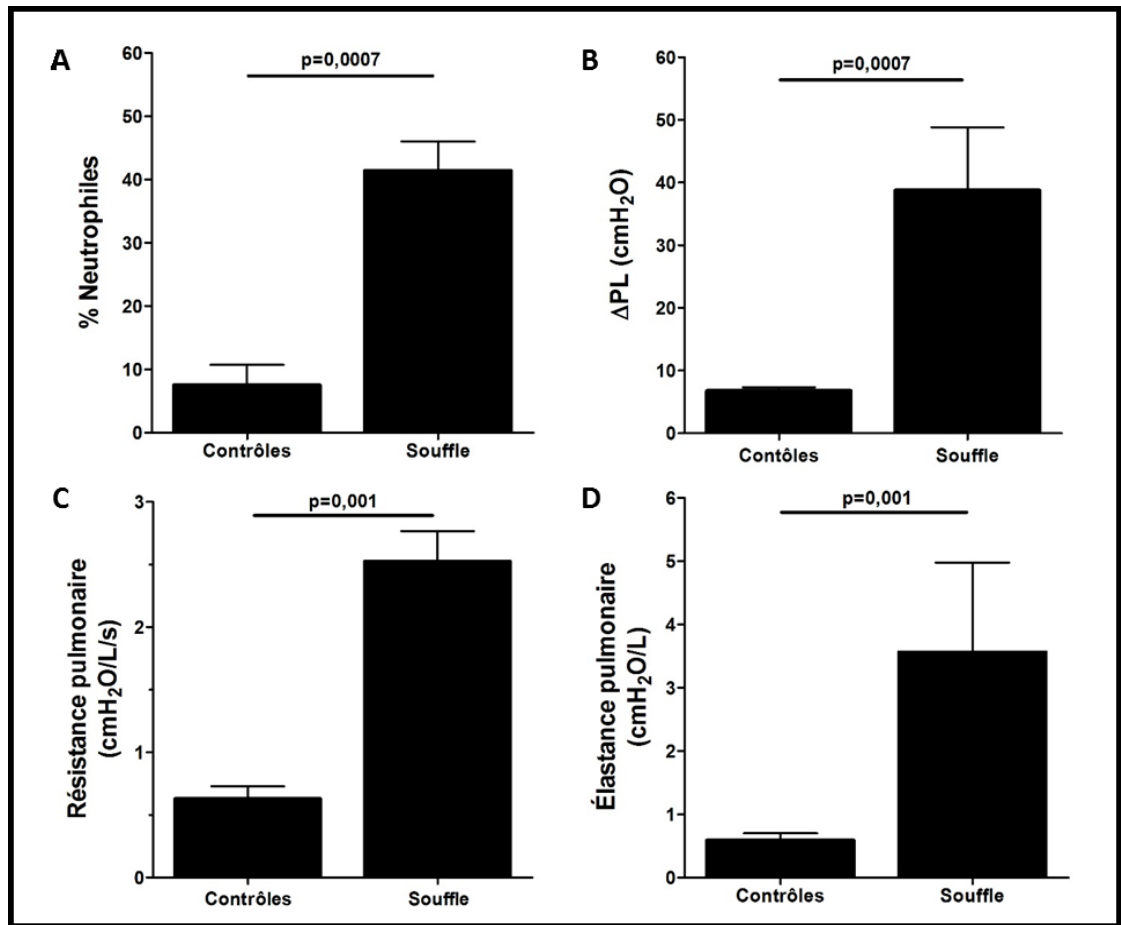 A
p=0,0007
% Neutrophiles
60
50
40
30
20
10
0
Contrôles Souffle
B
p=0,0007
ΔPL (cmH₂O)
60
50
40
30
20
10
0
Contôles Souffle
C
p=0,001
Résistance pulmonaire
(cmH₂O/L/s)
3
2
1
0
Contrôles Souffle
D
p=0,001
Élastance pulmonaire
(cmH₂O/L)
6
5
4
3
2
1
0
Contrôles Souffle